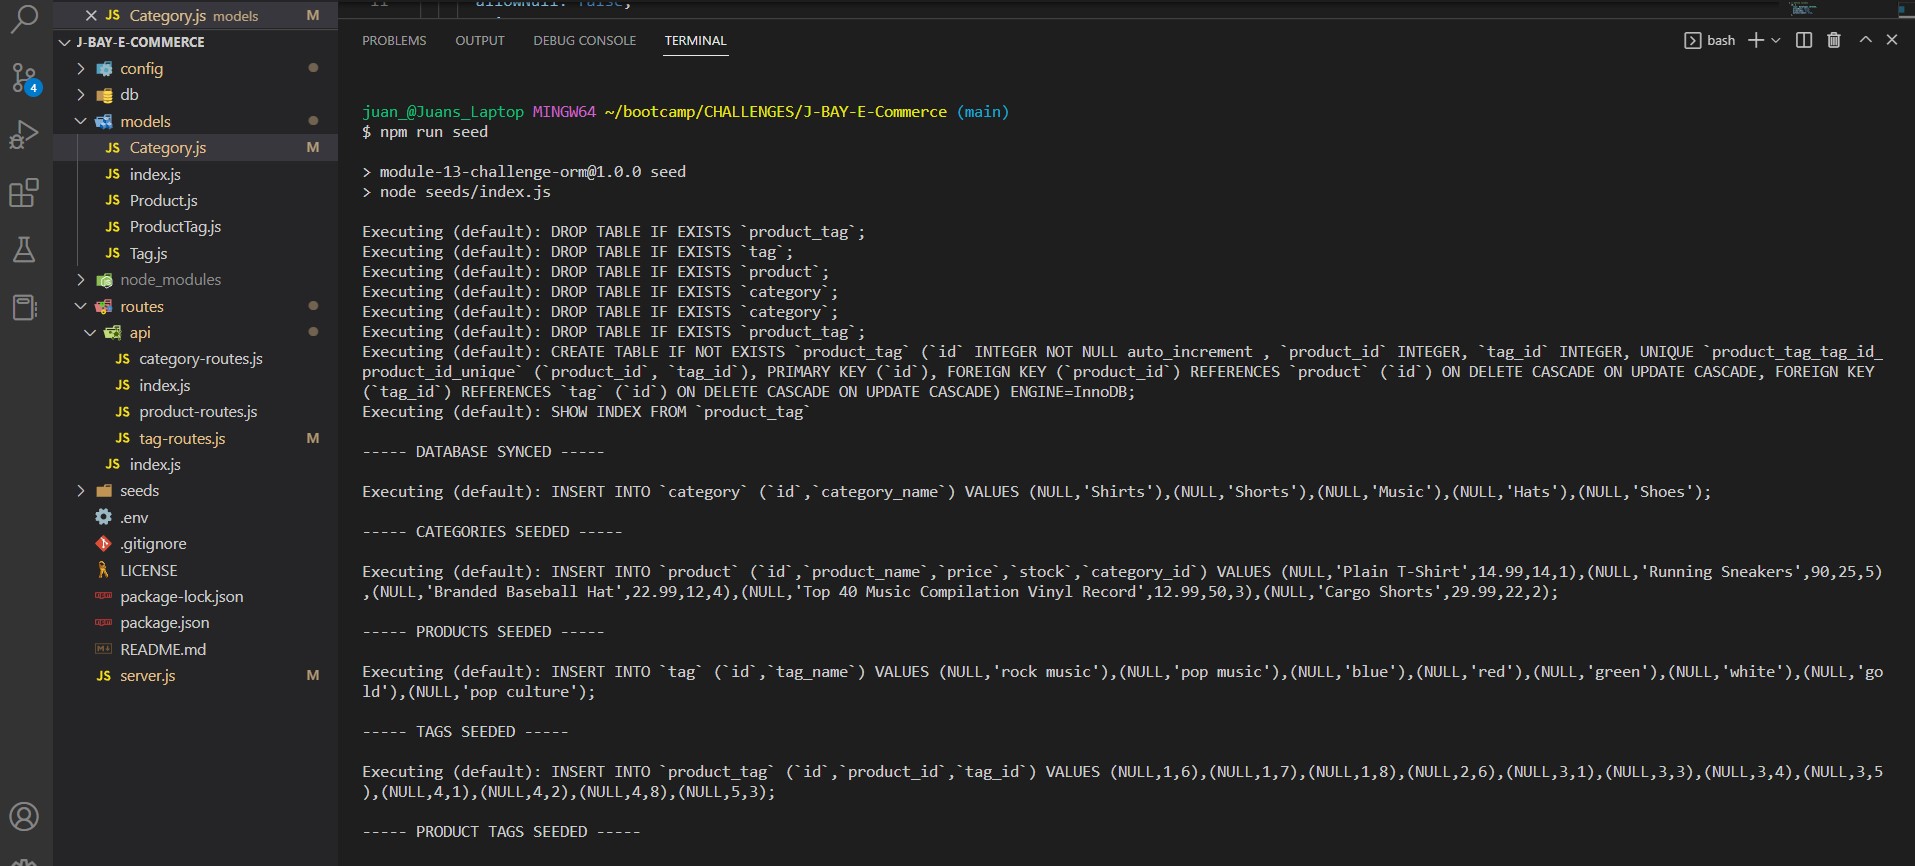 Category.js models M
J-BAY-E-COMMERCE
config
db
models
JS Category.js M
JS index.js
JS Product.js
JS ProductTag.js
JS Tag.js
node_modules
routes
api
JS category-routes.js
JS index.js
JS product-routes.js
JS tag-routes.js M
JS index.js
seeds
.env
.gitignore
LICENSE
package-lock.json
package.json
README.md
JS server.js M
4
PROBLEMS OUTPUT DEBUG CONSOLE TERMINAL
bash
juan_@Juans_Laptop MINGW64 ~/bootcamp/CHALLENGES/J-BAY-E-Commerce (main)
$ npm run seed
> module-13-challenge-orm@1.0.0 seed
> node seeds/index.js
Executing (default): DROP TABLE IF EXISTS `product_tag`;
Executing (default): DROP TABLE IF EXISTS `tag`;
Executing (default): DROP TABLE IF EXISTS `product`;
Executing (default): DROP TABLE IF EXISTS `category`;
Executing (default): DROP TABLE IF EXISTS `category`;
Executing (default): DROP TABLE IF EXISTS `product_tag`;
Executing (default): CREATE TABLE IF NOT EXISTS `product_tag` (`id` INTEGER NOT NULL auto_increment , `product_id` INTEGER, `tag_id` INTEGER, UNIQUE `product_tag_tag_id_
product_id_unique` (`product_id`, `tag_id`), PRIMARY KEY (`id`), FOREIGN KEY (`product_id`) REFERENCES `product` (`id`) ON DELETE CASCADE ON UPDATE CASCADE, FOREIGN KEY
(`tag_id`) REFERENCES `tag` (`id`) ON DELETE CASCADE ON UPDATE CASCADE) ENGINE=InnoDB;
Executing (default): SHOW INDEX FROM `product_tag`
----- DATABASE SYNCED -----
Executing (default): INSERT INTO `category` (`id`,`category_name`) VALUES (NULL,'Shirts'),(NULL,'Shorts'),(NULL,'Music'),(NULL,'Hats'),(NULL,'Shoes');
----- CATEGORIES SEEDED -----
Executing (default): INSERT INTO `product` (`id`,`product_name`,`price`,`stock`,`category_id`) VALUES (NULL,'Plain T-Shirt',14.99,14,1),(NULL,'Running Sneakers',90,25,5)
,(NULL,'Branded Baseball Hat',22.99,12,4),(NULL,'Top 40 Music Compilation Vinyl Record',12.99,50,3),(NULL,'Cargo Shorts',29.99,22,2);
----- PRODUCTS SEEDED -----
Executing (default): INSERT INTO `tag` (`id`,`tag_name`) VALUES (NULL,'rock music'),(NULL,'pop music'),(NULL,'blue'),(NULL,'red'),(NULL,'green'),(NULL,'white'),(NULL,'go
ld'),(NULL,'pop culture');
----- TAGS SEEDED -----
Executing (default): INSERT INTO `product_tag` (`id`,`product_id`,`tag_id`) VALUES (NULL,1,6),(NULL,1,7),(NULL,1,8),(NULL,2,6),(NULL,3,1),(NULL,3,3),(NULL,3,4),(NULL,3,5
),(NULL,4,1),(NULL,4,2),(NULL,4,8),(NULL,5,3);
----- PRODUCT TAGS SEEDED -----